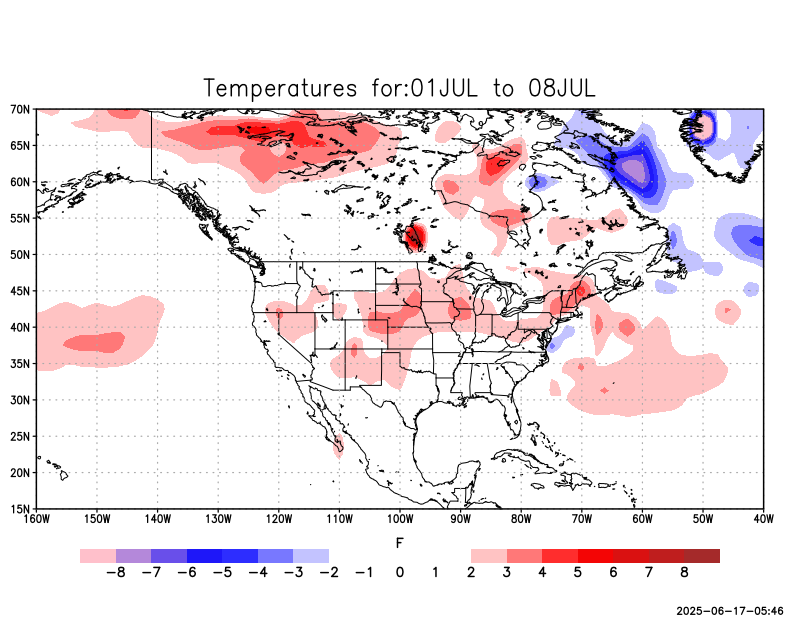 Temperatures for:01JUL to 08JUL
70N
65N
60N
55N
50N
45N
40N
35N
30N
25N
20N
15N
160W 150W 140W 130W 120W 110W 100W 90W 80W 70W 60W 50W 40W
F
-8 -7 -6 -5 -4 -3 -2 -1 0 1 2 3 4 5 6 7 8
2025-06-17-05:46